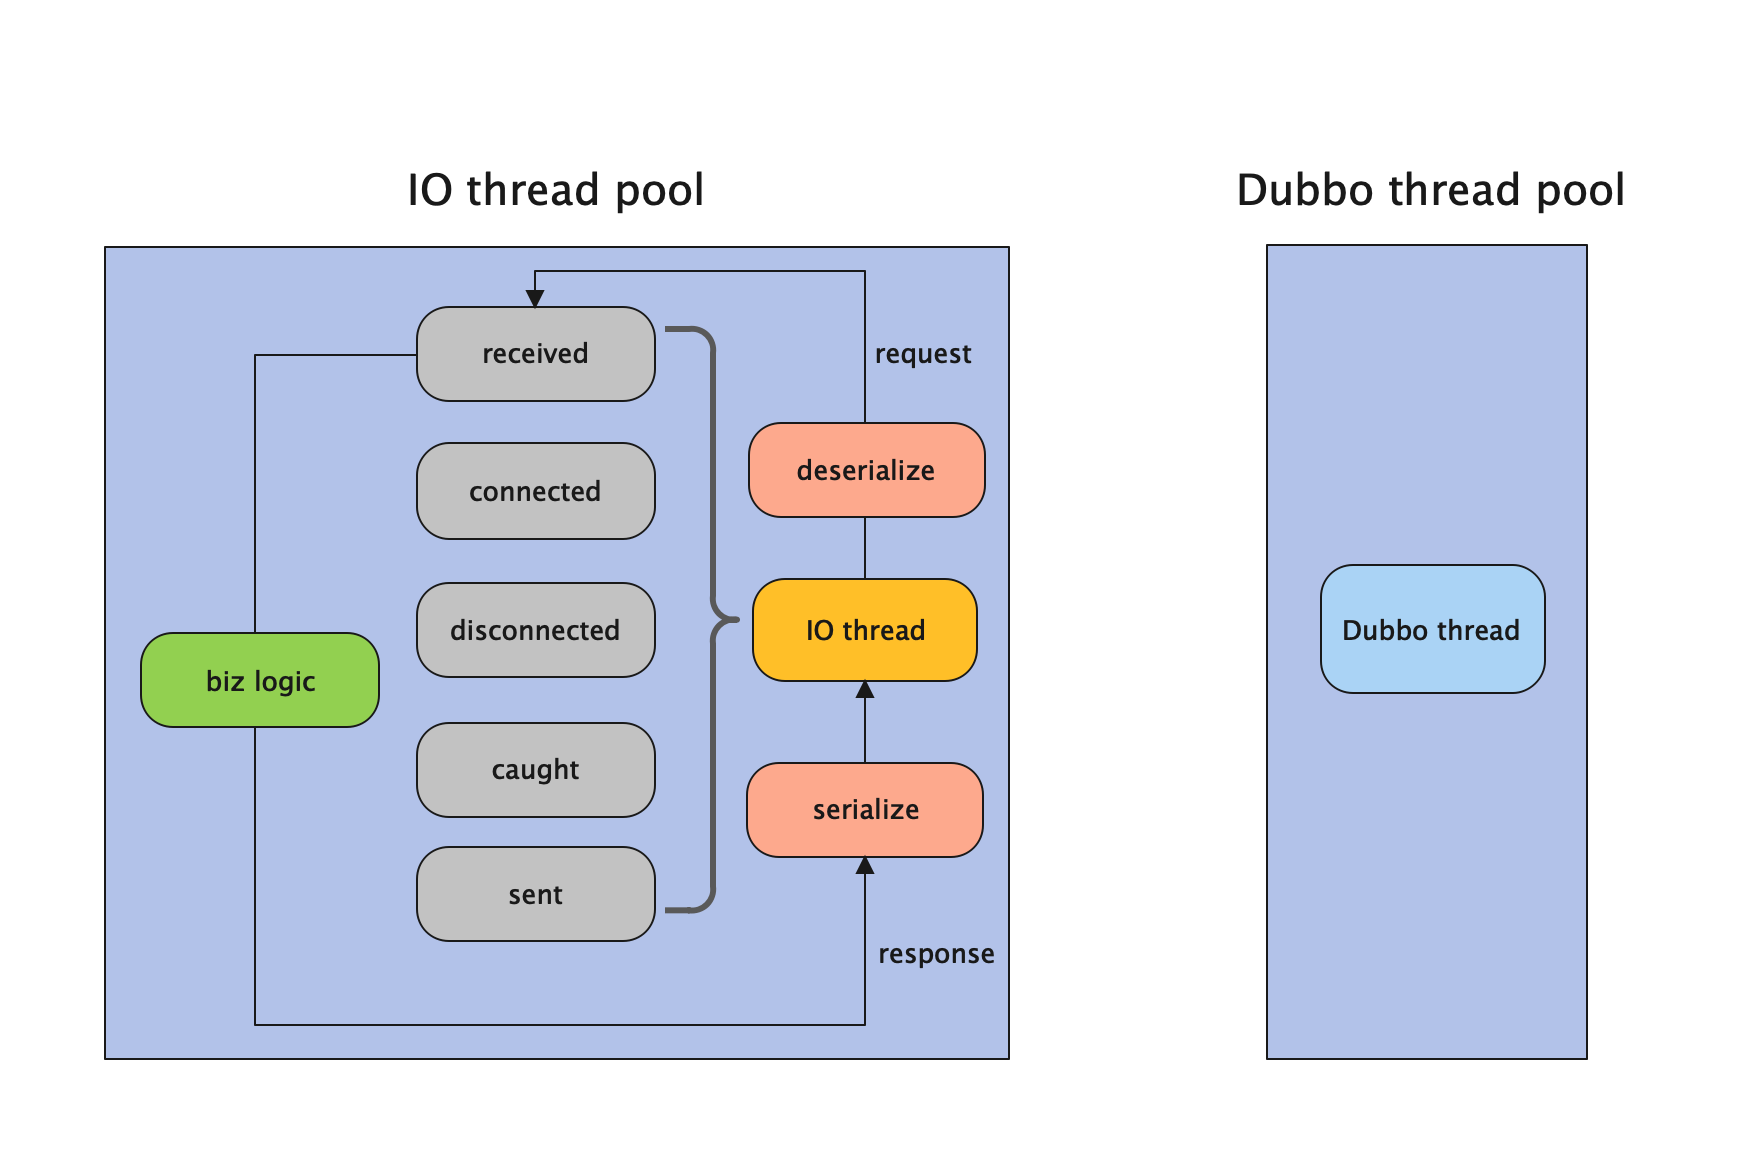 IO thread pool
Dubbo thread pool
received
request
connected
deserialize
disconnected
IO thread
Dubbo thread
biz logic
caught
serialize
sent
response